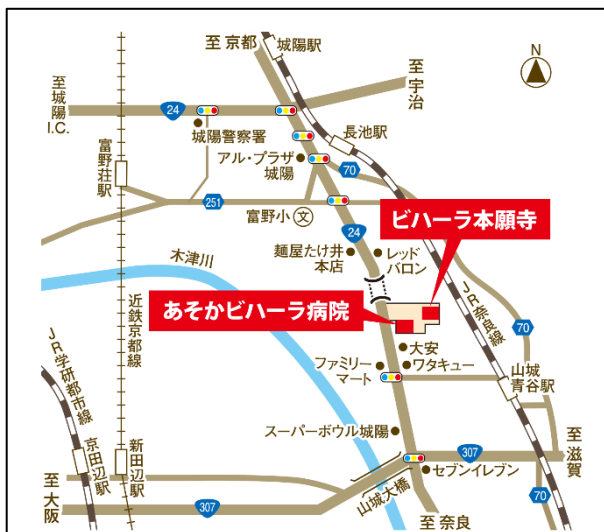 至 京都
城陽駅
N
至 城陽
I.C.
至 宇治
24
城陽警察署
長池駅
アル・プラザ
城陽
70
富野荘駅
251
富野小
文
ビハーラ本願寺
24
麺屋たけ井
本店
レッド
バロン
木津川
近鉄京都線
あそかビハーラ病院
JR奈良線
70
JR学研都市線
大安
ファミリー
マート
ワタキュー
山城
青谷駅
スーパーボウル城陽
307
至 滋賀
京田辺駅
新田辺駅
セブンイレブン
至 大阪
307
山城大橋
70
至 奈良